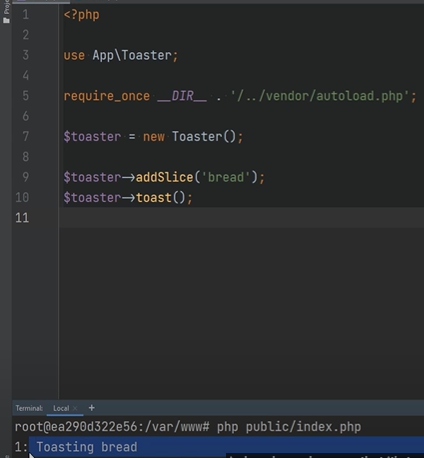 Proje
1 <?php
2
3 use App\Toaster;
4
5 require_once __DIR__ . '/../vendor/autoload.php';
6
7 $toaster = new Toaster();
8
9 $toaster->addSlice('bread');
10 $toaster->toast();
11
Terminal: Local × +
root@ea290d322e56:/var/www# php public/index.php
1: Toasting bread